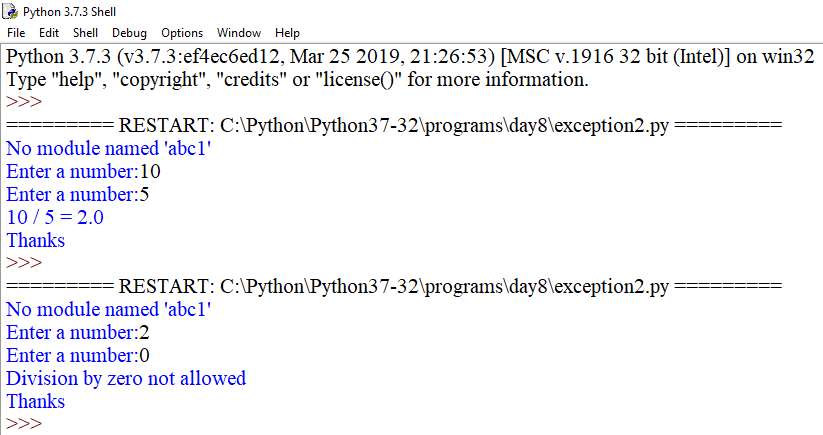 Python 3.7.3 Shell
File Edit Shell Debug Options Window Help
Python 3.7.3 (v3.7.3:ef4ec6ed12, Mar 25 2019, 21:26:53) [MSC v.1916 32 bit (Intel)] on win32
Type "help", "copyright", "credits" or "license()" for more information.
>>>
========= RESTART: C:\Python\Python37-32\programs\day8\exception2.py =========
No module named 'abc1'
Enter a number:10
Enter a number:5
10 / 5 = 2.0
Thanks
>>>
========= RESTART: C:\Python\Python37-32\programs\day8\exception2.py =========
No module named 'abc1'
Enter a number:2
Enter a number:0
Division by zero not allowed
Thanks
>>>